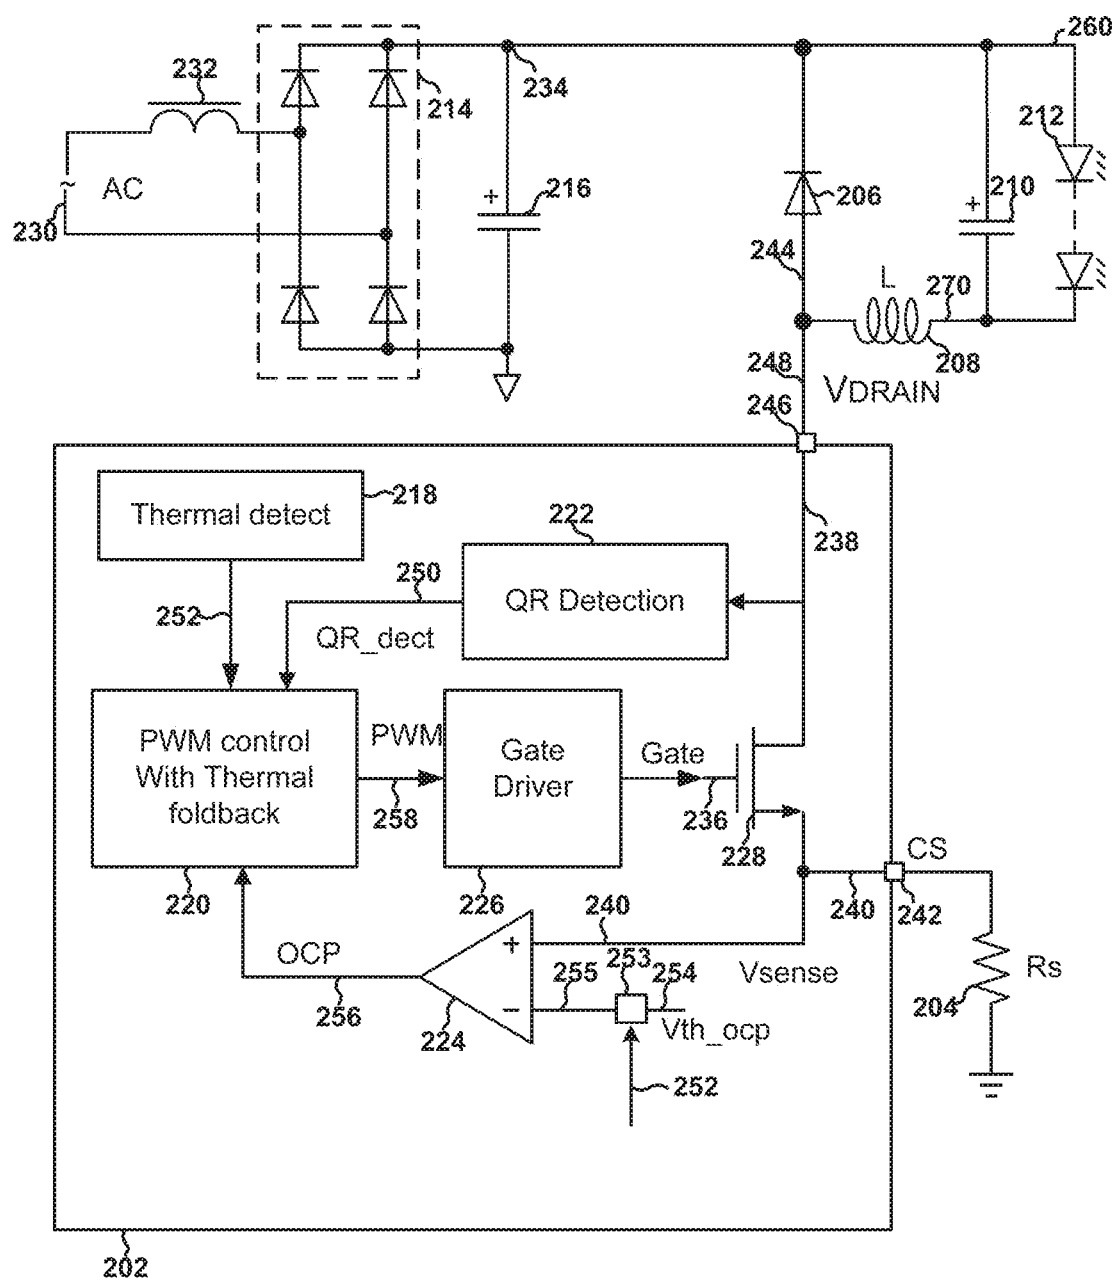 260
232
234
214
212
AC
216
+
206
210
+
~
230
244
L
270
208
248
VDRAIN
246
Thermal detect
218
222
238
250
QR Detection
252
QR_dect
PWM control
With Thermal
foldback
PWM
258
Gate
Driver
Gate
236
228
CS
220
226
240
240
242
+
OCP
253
Vsense
255
254
Rs
256
224
−
Vth_ocp
204
252
202